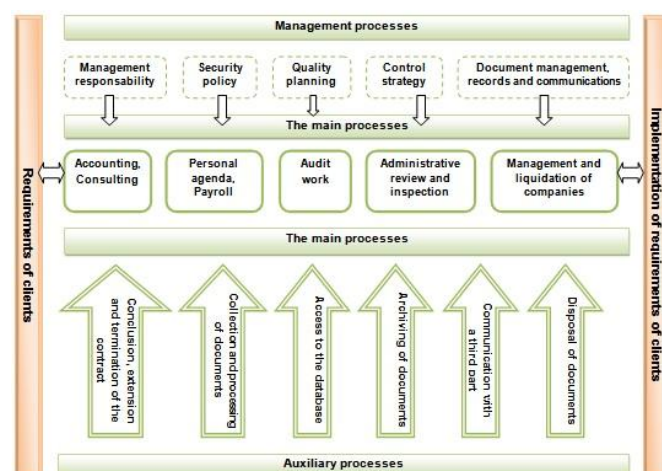 Management processes
Management
responsibility
Security
policy
Quality
planning
Control
strategy
Document management,
records and communications
The main processes
Requirements of clients
Accounting,
Consulting
Personal
agenda,
Payroll
Audit
work
Administrative
review and
inspection
Management and
liquidation of
companies
Implementation of requirements of clients
The main processes
Conclusion, extension
and termination of the
contract
Collection and processing
of documents
Access to the database
Archiving of documents
Communication with
a third part
Disposal of documents
Auxiliary processes